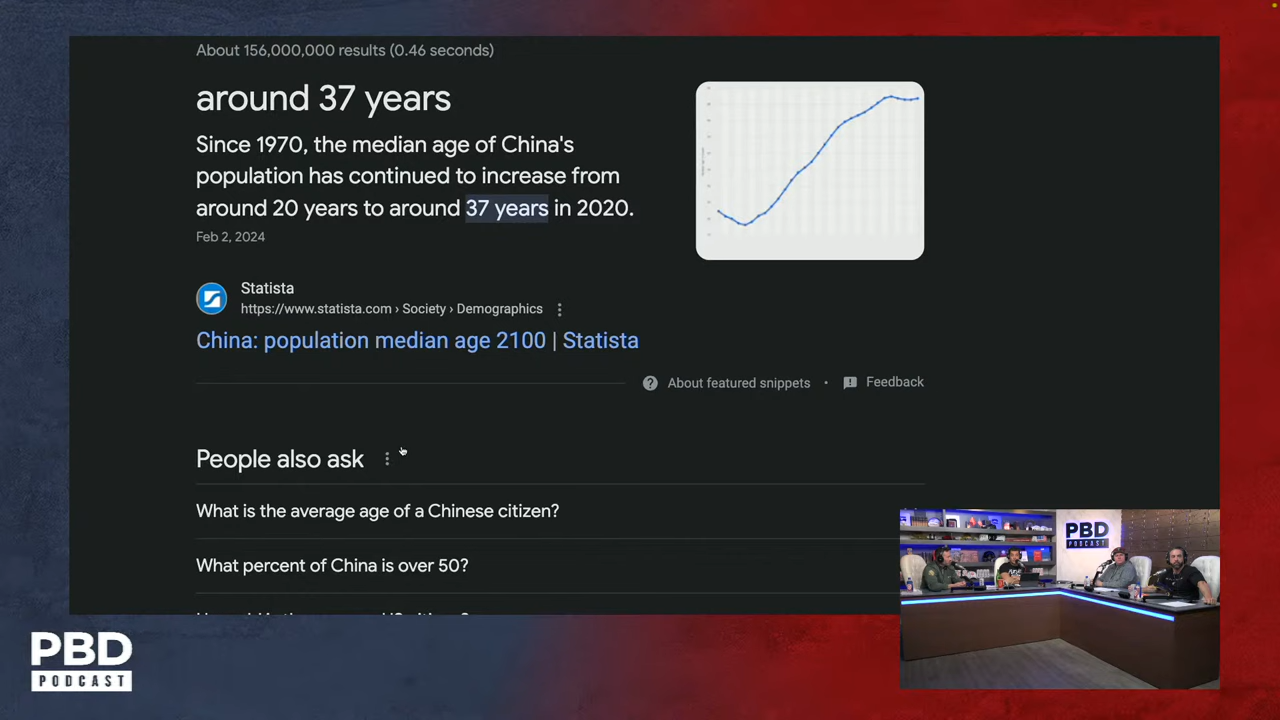 About 156,000,000 results (0.46 seconds)
around 37 years
Since 1970, the median age of China's
population has continued to increase from
around 20 years to around 37 years in 2020.
Feb 2, 2024
Statista
https://www.statista.com › Society › Demographics
China: population median age 2100 | Statista
About featured snippets • Feedback
People also ask
What is the average age of a Chinese citizen?
What percent of China is over 50?
PBD
PODCAST
PBD
PODCAST